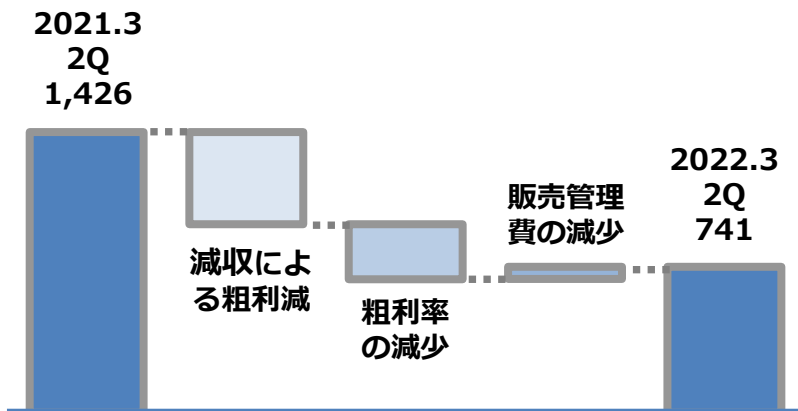 2021.3
2Q
1,426
減収によ
る粗利減
粗利率
の減少
販売管理
費の減少
2022.3
2Q
741